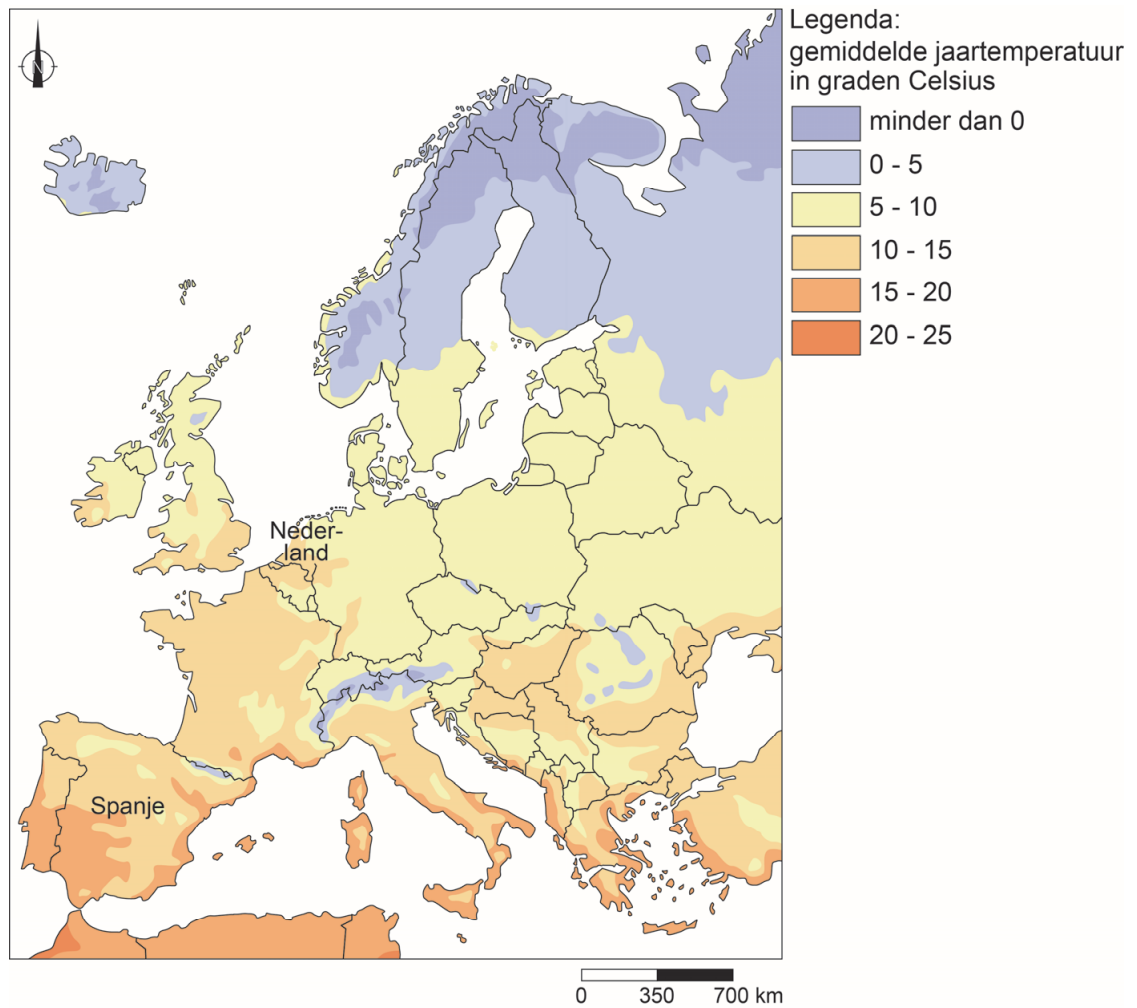 N
Legenda:
gemiddelde jaartemperatuur
in graden Celsius
minder dan 0
0 - 5
5 - 10
10 - 15
15 - 20
20 - 25
Neder-
land
Spanje
0 350 700 km